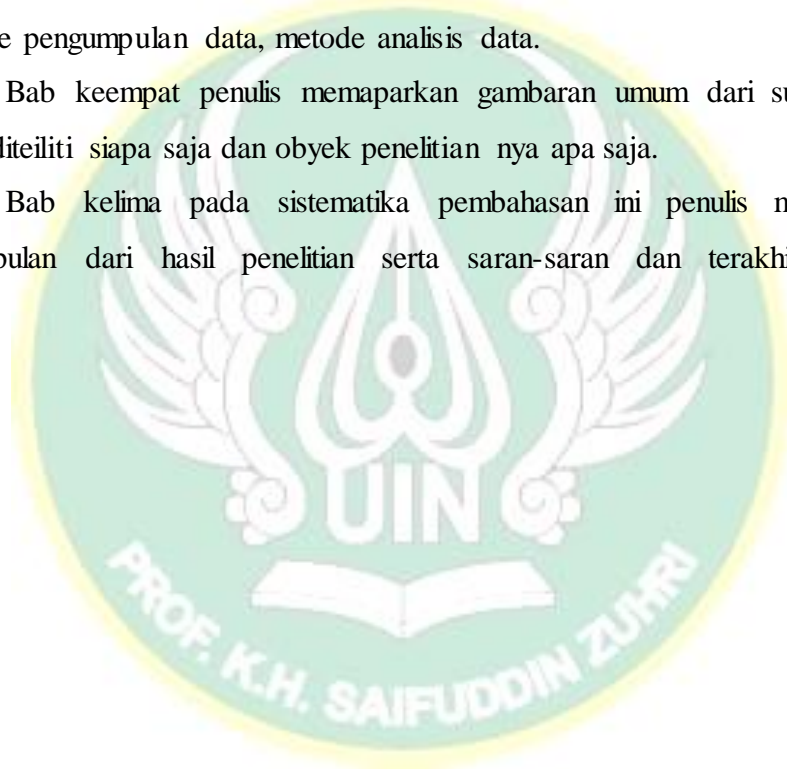 e pengumpulan data, metode analisis data.
Bab keempat penulis memaparkan gambaran umum dari su
diteiliti siapa saja dan obyek penelitian nya apa saja.
Bab kelima pada sistematika pembahasan ini penulis m
pulan dari hasil penelitian serta saran-saran dan terakhi
UIN
PROF. K.H. SAIFUDDIN ZUHRI